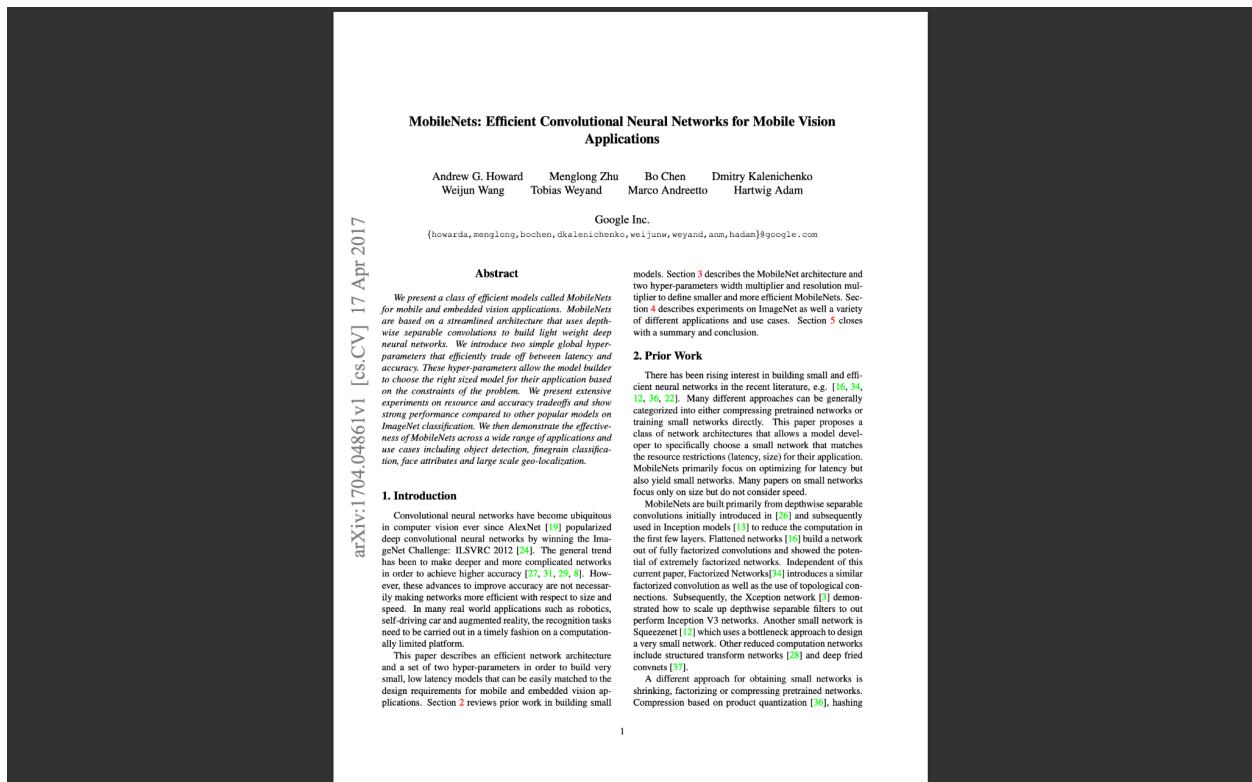 MobileNets: Efficient Convolutional Neural Networks for Mobile Vision
Applications
Andrew G. Howard Menglong Zhu Bo Chen Dmitry Kalenichenko
Weijun Wang Tobias Weyand Marco Andreetto Hartwig Adam
Google Inc.
{howarda,menglong,bochen,dkalenichenko,weijunw,weyand,anm,hadam}@google.com
arXiv:1704.04861v1 [cs.CV] 17 Apr 2017
Abstract
We present a class of efficient models called MobileNets
for mobile and embedded vision applications. MobileNets
are based on a streamlined architecture that uses depth-
wise separable convolutions to build light weight deep
neural networks. We introduce two simple global hyper-
parameters that efficiently trade off between latency and
accuracy. These hyper-parameters allow the model builder
to choose the right sized model for their application based
on the constraints of the problem. We present extensive
experiments on resource and accuracy tradeoffs and show
strong performance compared to other popular models on
ImageNet classification. We then demonstrate the effective-
ness of MobileNets across a wide range of applications and
use cases including object detection, finegrain classifica-
tion, face attributes and large scale geo-localization.
1. Introduction
Convolutional neural networks have become ubiquitous
in computer vision ever since AlexNet [19] popularized
deep convolutional neural networks by winning the Ima-
geNet Challenge: ILSVRC 2012 [24]. The general trend
has been to make deeper and more complicated networks
in order to achieve higher accuracy [27, 31, 29, 8]. How-
ever, these advances to improve accuracy are not necessar-
ily making networks more efficient with respect to size and
speed. In many real world applications such as robotics,
self-driving car and augmented reality, the recognition tasks
need to be carried out in a timely fashion on a computation-
ally limited platform.
This paper describes an efficient network architecture
and a set of two hyper-parameters in order to build very
small, low latency models that can be easily matched to the
design requirements for mobile and embedded vision ap-
plications. Section 2 reviews prior work in building small
models. Section 3 describes the MobileNet architecture and
two hyper-parameters width multiplier and resolution mul-
tiplier to define smaller and more efficient MobileNets. Sec-
tion 4 describes experiments on ImageNet as well a variety
of different applications and use cases. Section 5 closes
with a summary and conclusion.
2. Prior Work
There has been rising interest in building small and effi-
cient neural networks in the recent literature, e.g. [16, 34,
12, 36, 22]. Many different approaches can be generally
categorized into either compressing pretrained networks or
training small networks directly. This paper proposes a
class of network architectures that allows a model devel-
oper to specifically choose a small network that matches
the resource restrictions (latency, size) for their application.
MobileNets primarily focus on optimizing for latency but
also yield small networks. Many papers on small networks
focus only on size but do not consider speed.
MobileNets are built primarily from depthwise separable
convolutions initially introduced in [26] and subsequently
used in Inception models [13] to reduce the computation in
the first few layers. Flattened networks [16] build a network
out of fully factorized convolutions and showed the poten-
tial of extremely factorized networks. Independent of this
current paper, Factorized Networks[34] introduces a similar
factorized convolution as well as the use of topological con-
nections. Subsequently, the Xception network [3] demon-
strated how to scale up depthwise separable filters to out
perform Inception V3 networks. Another small network is
Squeezenet [12] which uses a bottleneck approach to design
a very small network. Other reduced computation networks
include structured transform networks [28] and deep fried
convnets [37].
A different approach for obtaining small networks is
shrinking, factorizing or compressing pretrained networks.
Compression based on product quantization [36], hashing
1